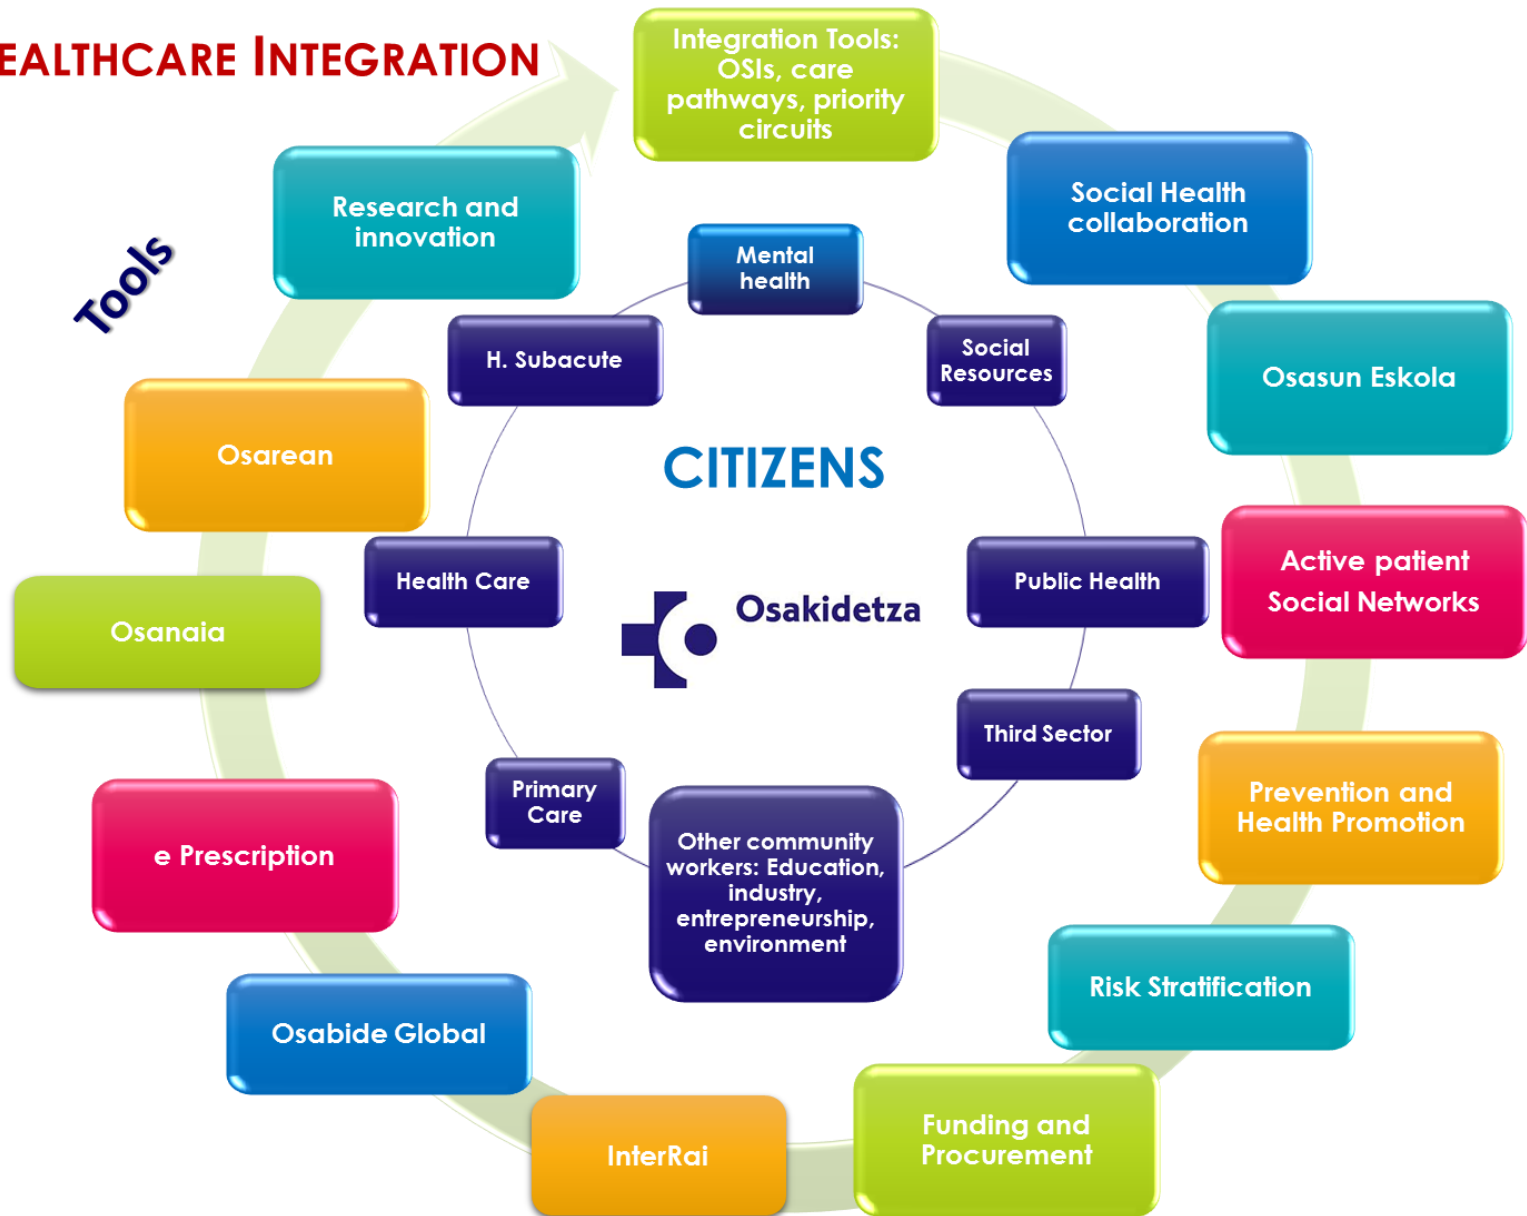 EALTHCARE INTEGRATION
Integration Tools:
OSIs, care
pathways, priority
circuits
Social Health
collaboration
Osasun Eskola
Active patient
Social Networks
Prevention and
Health Promotion
Risk Stratification
Funding and
Procurement
InterRai
Osabide Global
e Prescription
Osanaia
Osarean
Research and
innovation
Tools
Mental
health
Social
Resources
Public Health
Third Sector
Other community
workers: Education,
industry,
entrepreneurship,
environment
Primary
Care
Health Care
H. Subacute
CITIZENS
Osakidetza